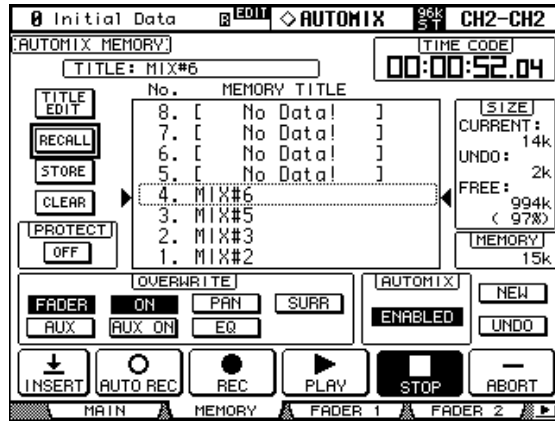 0 Initial Data EDIT ◇AUTOMIX 96k ST CH2-CH2
AUTOMIX MEMORY
TIME CODE
00:00:52.04
TITLE: MIX#6
No. MEMORY TITLE
8. [ No Data! ]
7. [ No Data! ]
6. [ No Data! ]
5. [ No Data! ]
4. MIX#6
3. MIX#5
2. MIX#3
1. MIX#2
TITLE EDIT
RECALL
STORE
CLEAR
PROTECT
OFF
SIZE
CURRENT:
14k
UNDO:
2k
FREE:
994k
( 97%)
MEMORY
15k
OVERWRITE
FADER ON PAN SURR
AUX AUX ON EQ
AUTOMIX
ENABLED
NEW
UNDO
INSERT AUTO REC REC PLAY STOP ABORT
MAIN MEMORY FADER 1 FADER 2